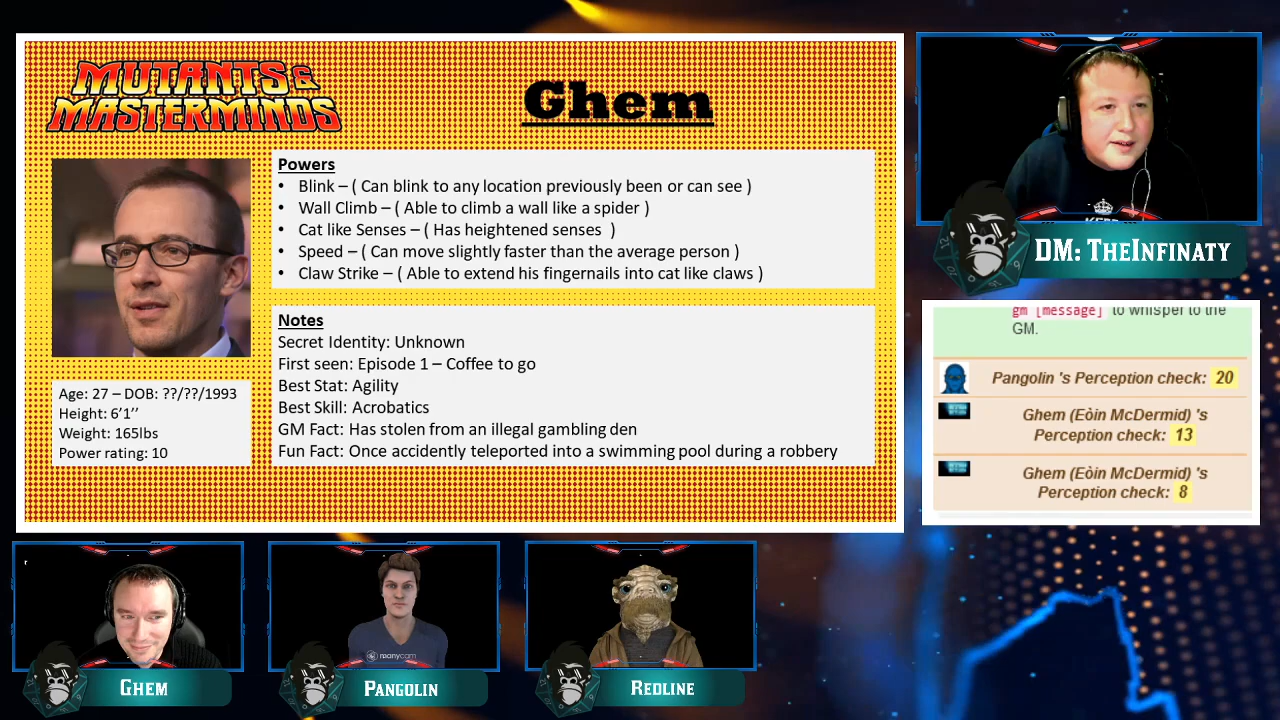 MUTANTS &
MASTERMINDS
Ghem
Powers
• Blink – ( Can blink to any location previously been or can see )
• Wall Climb – ( Able to climb a wall like a spider )
• Cat like Senses – ( Has heightened senses )
• Speed – ( Can move slightly faster than the average person )
• Claw Strike – ( Able to extend his fingernails into cat like claws )
Notes
Secret Identity: Unknown
First seen: Episode 1 – Coffee to go
Best Stat: Agility
Best Skill: Acrobatics
GM Fact: Has stolen from an illegal gambling den
Fun Fact: Once accidently teleported into a swimming pool during a robbery
Age: 27 – DOB: ??/??/1993
Height: 6’1’’
Weight: 165lbs
Power rating: 10
DM: TheInfinaty
gm [message] to whisper to the
GM.
Pangolin 's Perception check: 20
Ghem (Eòin McDermid) 's
Perception check: 13
Ghem (Eòin McDermid) 's
Perception check: 8
manycam
Ghem
Pangolin
Redline